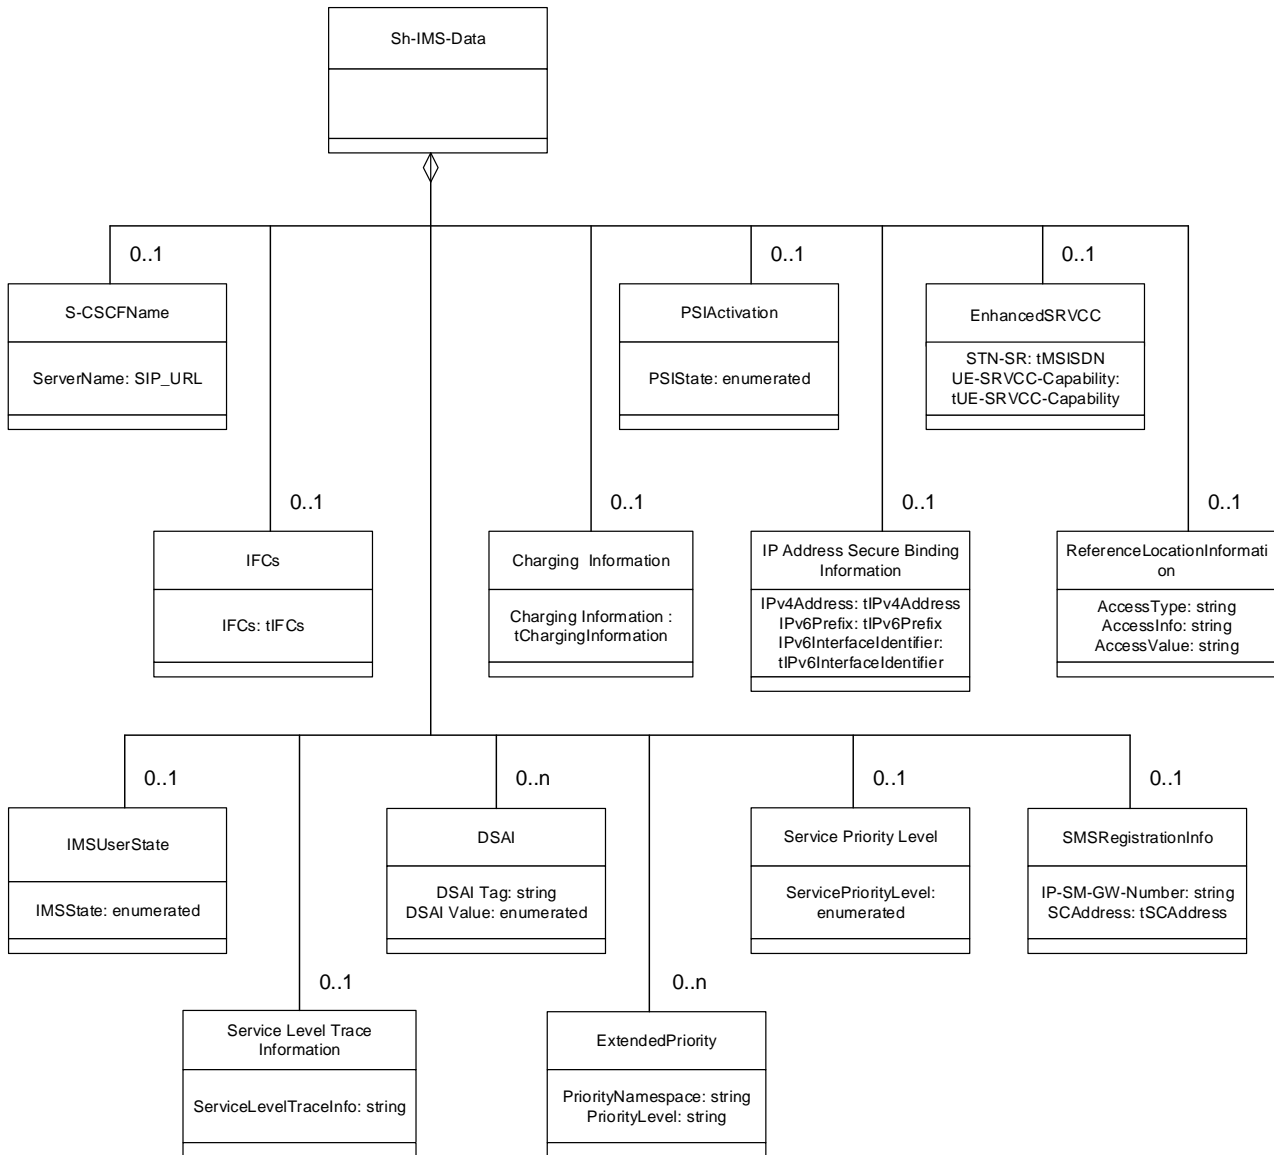 Sh-IMS-Data
0..1
0..1
0..1
S-CSCFName
ServerName: SIP_URL
PSIActivation
PSIState: enumerated
EnhancedSRVCC
STN-SR: tMSISDN
UE-SRVCC-Capability:
tUE-SRVCC-Capability
0..1
0..1
0..1
0..1
IFCs
IFCs: tIFCs
Charging Information
Charging Information :
tChargingInformation
IP Address Secure Binding
Information
IPv4Address: tIPv4Address
IPv6Prefix: tIPv6Prefix
IPv6InterfaceIdentifier:
tIPv6InterfaceIdentifier
ReferenceLocationInformati
on
AccessType: string
AccessInfo: string
AccessValue: string
0..1
0..n
0..1
0..1
IMSUserState
IMSState: enumerated
DSAI
DSAI Tag: string
DSAI Value: enumerated
Service Priority Level
ServicePriorityLevel:
enumerated
SMSRegistrationInfo
IP-SM-GW-Number: string
SCAddress: tSCAddress
0..1
0..n
Service Level Trace
Information
ServiceLevelTraceInfo: string
ExtendedPriority
PriorityNamespace: string
PriorityLevel: string